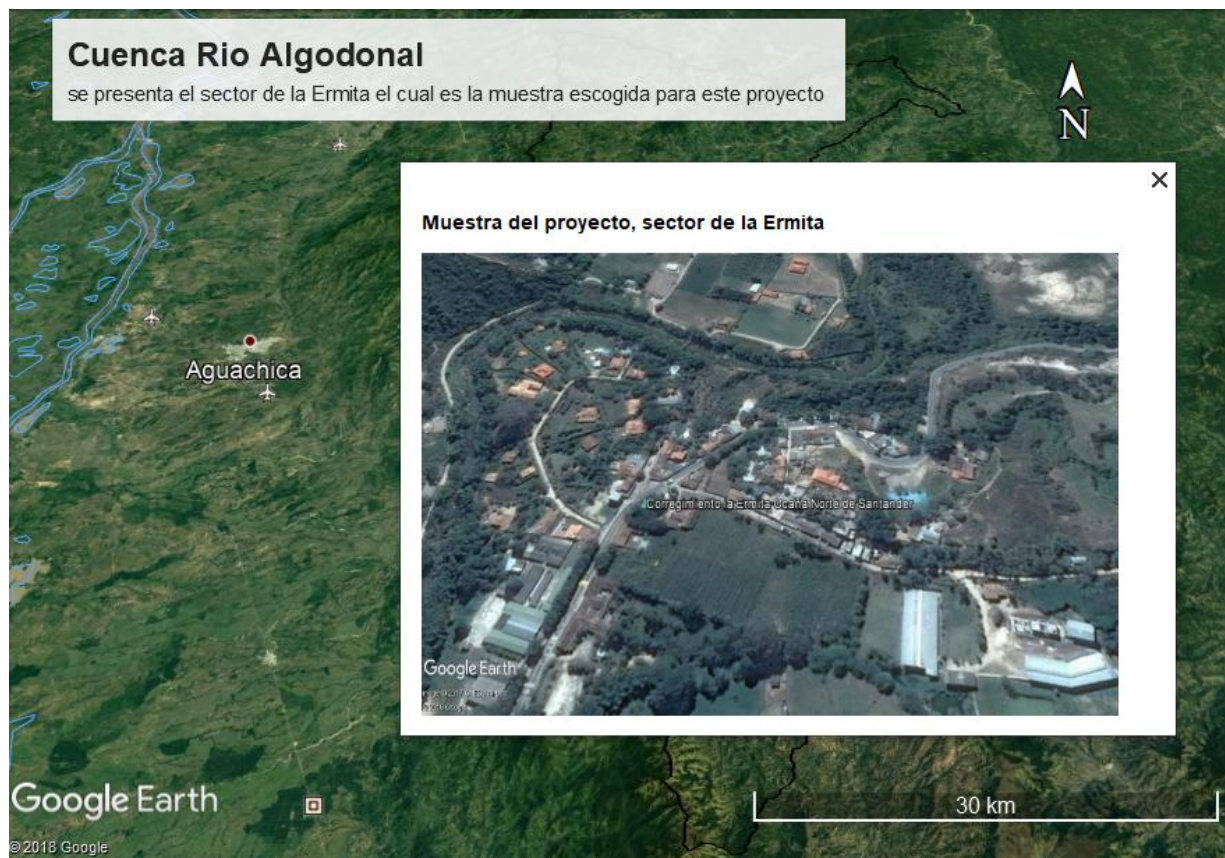 Cuenca Rio Algodonal
se presenta el sector de la Ermita el cual es la muestra escogida para este proyecto
N
Muestra del proyecto, sector de la Ermita
Aguachica
Corregimiento la Ermita Ocaña Norte de Santander
Google Earth
Google Earth
30 km
© 2018 Google